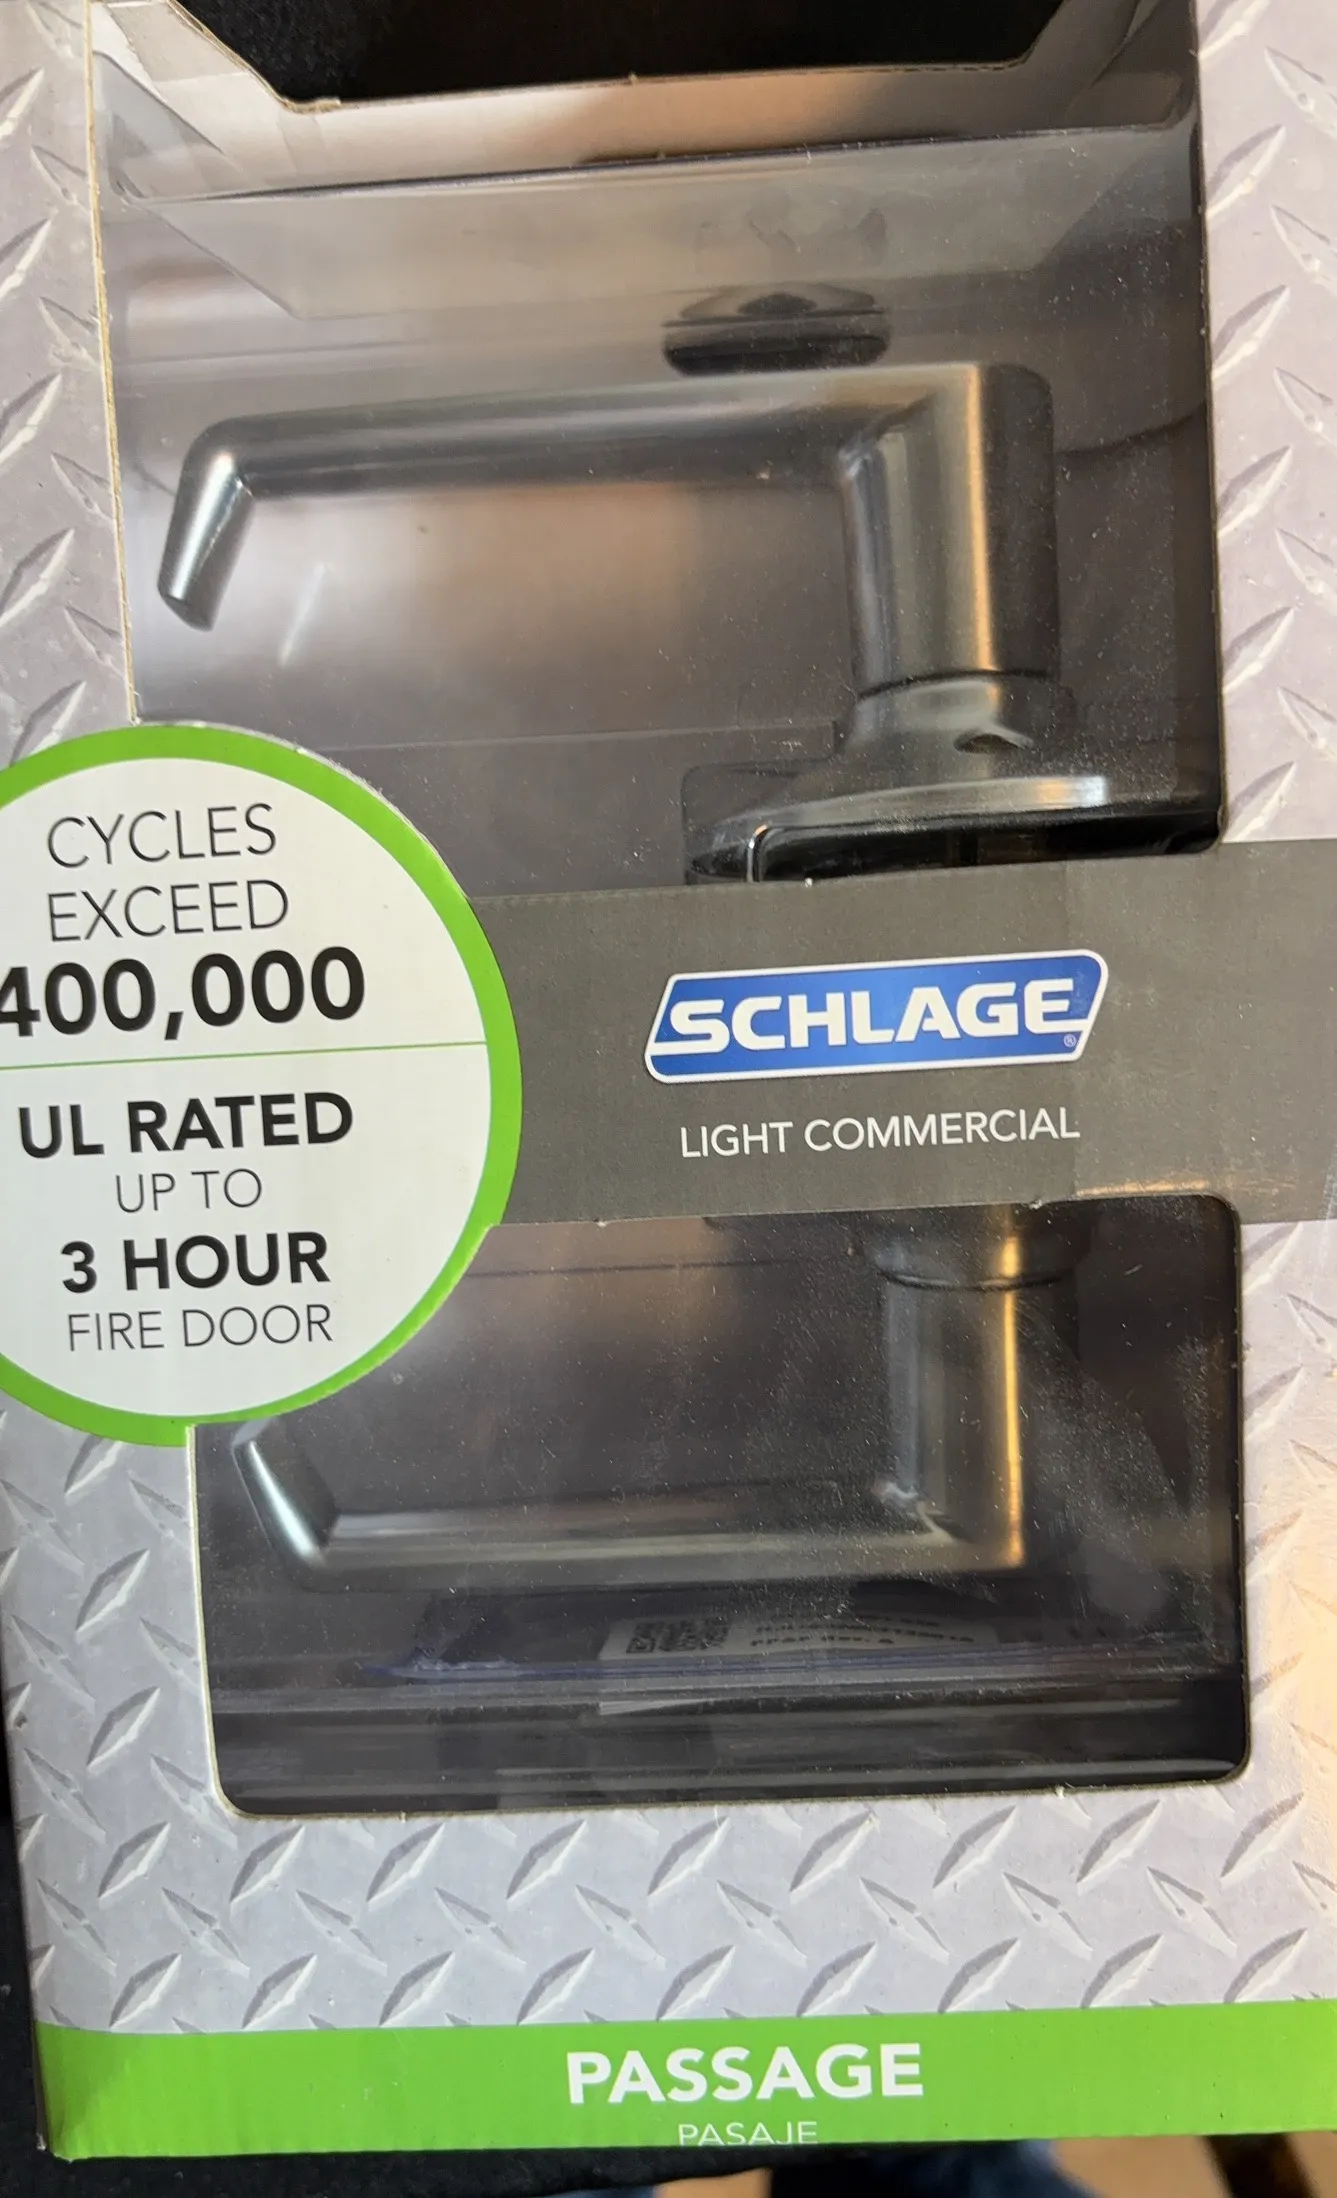 CYCLES
EXCEED
400,000
UL RATED
UP TO
3 HOUR
FIRE DOOR
SCHLAGE
LIGHT COMMERCIAL
PASSAGE
PASAJE